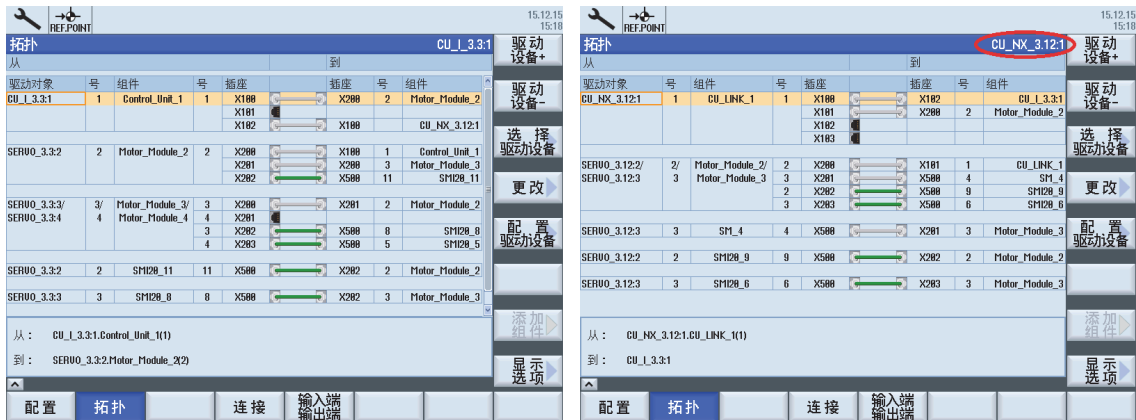 REF.POINT
15.12.15
15:18
拓扑 CU_I_3.3:1
从 到
驱动对象 号 组件 号 插座 插座 号 组件
CU_I_3.3:1 1 Control_Unit_1 1 X100 X200 2 Motor_Module_2
X101
X102 X100 CU_NX_3.12:1
SERVO_3.3:2 2 Motor_Module_2 2 X200 X100 1 Control_Unit_1
X201 X200 3 Motor_Module_3
X202 X500 11 SMI20_11
SERVO_3.3:3/ 3/ Motor_Module_3/ 3 X200 X201 2 Motor_Module_2
SERVO_3.3:4 4 Motor_Module_4 4 X201
3 X202 X500 8 SMI20_8
4 X203 X500 5 SMI20_5
SERVO_3.3:2 2 SMI20_11 11 X500 X202 2 Motor_Module_2
SERVO_3.3:3 3 SMI20_8 8 X500 X202 3 Motor_Module_3
从： CU_I_3.3:1.Control_Unit_1(1)
到： SERVO_3.3:2.Motor_Module_2(2)
驱动
设备+
驱动
设备-
选择
驱动设备
更改
配置
驱动设备
添加
组件
显示
选项
配置 拓扑 连接 输入端
输出端
REF.POINT
15.12.15
15:18
拓扑 CU_NX_3.12:1
从 到
驱动对象 号 组件 号 插座 插座 号 组件
CU_NX_3.12:1 1 CU_LINK_1 1 X100 X102 CU_I_3.3:1
X101 X200 2 Motor_Module_2
X102
X103
SERVO_3.12:2/ 2/ Motor_Module_2/ 2 X200 X101 1 CU_LINK_1
SERVO_3.12:3 3 Motor_Module_3 3 X201 X500 4 SM_4
2 X202 X500 9 SMI20_9
3 X203 X500 6 SMI20_6
SERVO_3.12:3 3 SM_4 4 X500 X201 3 Motor_Module_3
SERVO_3.12:2 2 SMI20_9 9 X500 X202 2 Motor_Module_2
SERVO_3.12:3 3 SMI20_6 6 X500 X203 3 Motor_Module_3
从： CU_NX_3.12:1.CU_LINK_1(1)
到： CU_I_3.3:1
驱动
设备+
驱动
设备-
选择
驱动设备
更改
配置
驱动设备
添加
组件
显示
选项
配置 拓扑 连接 输入端
输出端